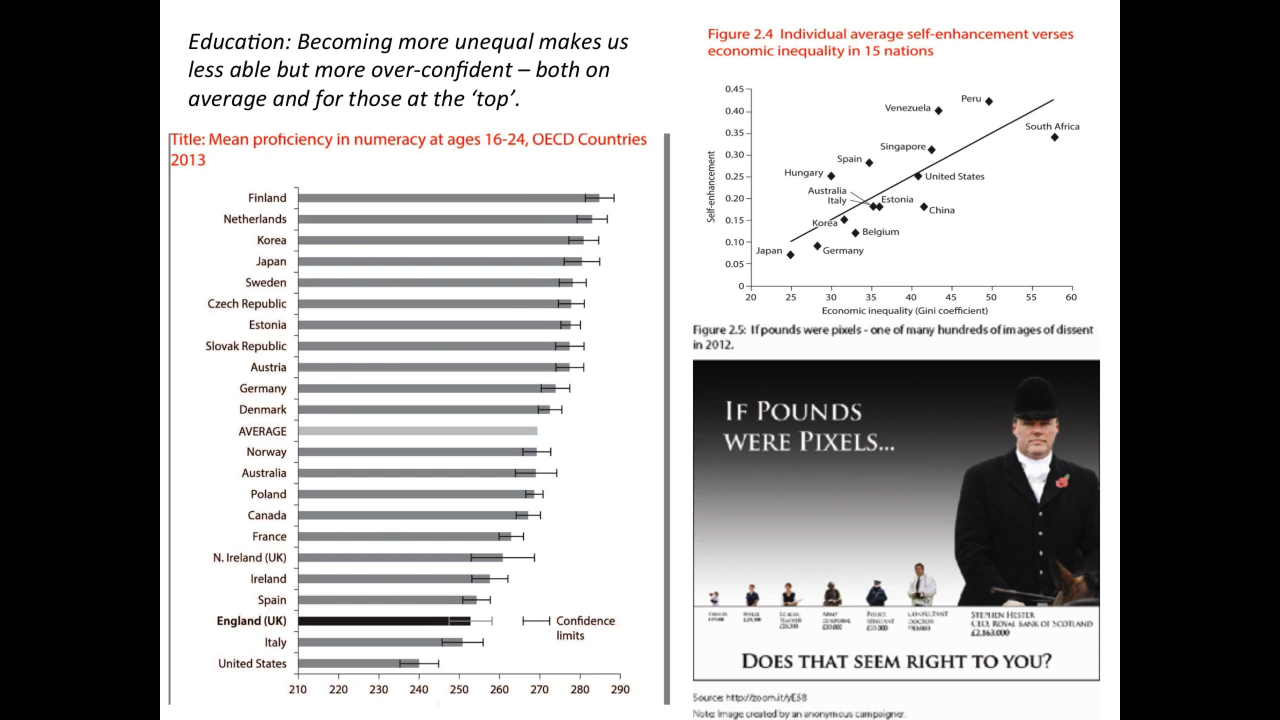 Education: Becoming more unequal makes us
less able but more over-confident – both on
average and for those at the ‘top’.
Title: Mean proficiency in numeracy at ages 16-24, OECD Countries
2013
Finland
Netherlands
Korea
Japan
Sweden
Czech Republic
Estonia
Slovak Republic
Austria
Germany
Denmark
AVERAGE
Norway
Australia
Poland
Canada
France
N. Ireland (UK)
Ireland
Spain
England (UK)
Italy
United States
Confidence
limits
210 220 230 240 250 260 270 280 290
Figure 2.4 Individual average self-enhancement verses
economic inequality in 15 nations
Self-enhancement
0.45
0.40
0.35
0.30
0.25
0.20
0.15
0.10
0.05
0
Peru
Venezuela
South Africa
Singapore
Spain
Hungary
United States
Australia
Italy
Estonia
China
Korea
Belgium
Japan
Germany
20 25 30 35 40 45 50 55 60
Economic inequality (Gini coefficient)
Figure 2.5: If pounds were pixels - one of many hundreds of images of dissent
in 2012.
IF POUNDS
WERE PIXELS...
SCHOOL
TEACHER
POLICE
SERGEANT
CONSULTANT
DOCTOR
STEPHEN HESTER
CEO, ROYAL BANK OF SCOTLAND
£2,163,000
DOES THAT SEEM RIGHT TO YOU?
Source: http://zoom.it/yE58
Note: Image created by an anonymous campaigner.